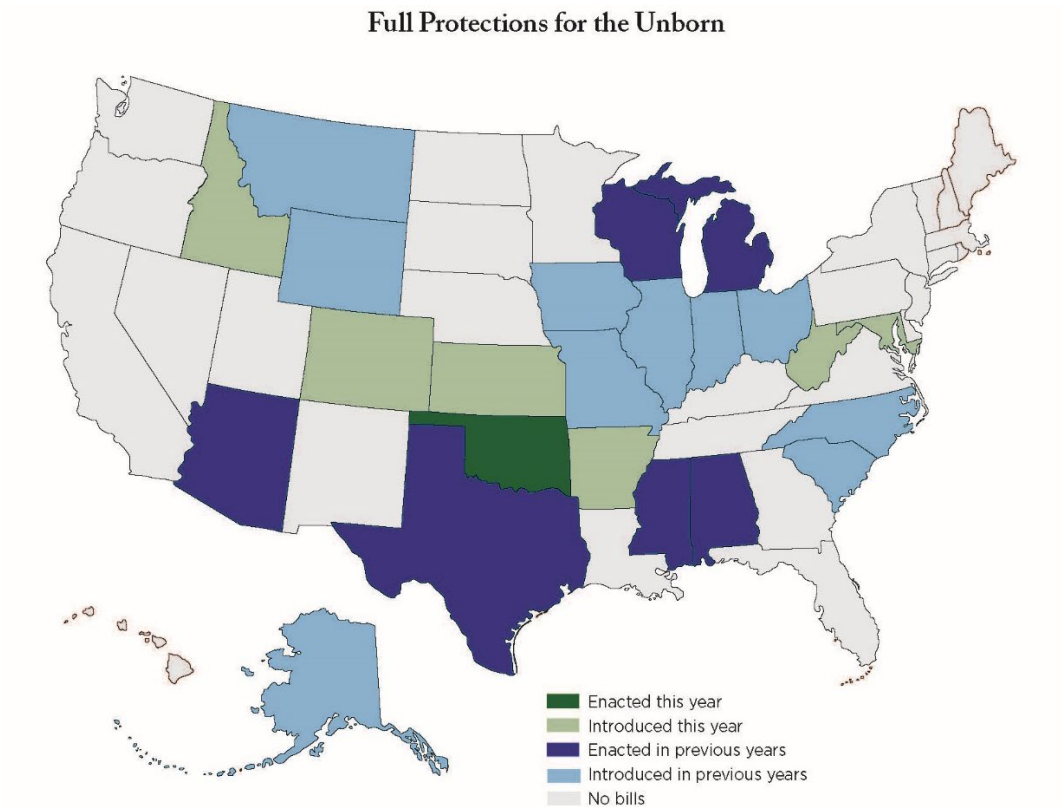 Full Protections for the Unborn
Enacted this year
Introduced this year
Enacted in previous years
Introduced in previous years
No bills